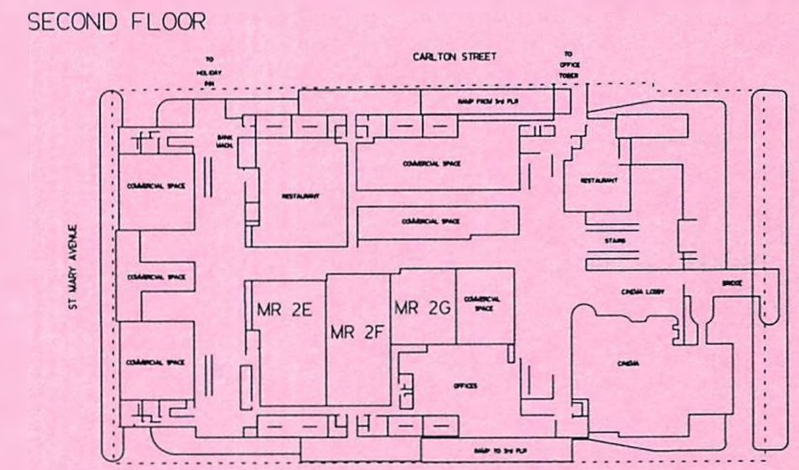 SECOND FLOOR
CARLTON STREET
TO
HOLIDAY
INN
TO
OFFICE
TOWER
RAMP FROM 3rd FLR
BANK
MACH.
COMMERCIAL SPACE
RESTAURANT
COMMERCIAL SPACE
RESTAURANT
COMMERCIAL SPACE
STAIRS
ST MARY AVENUE
COMMERCIAL SPACE
CINEMA LOBBY
BRIDGE
MR 2E
MR 2F
MR 2G
COMMERCIAL
SPACE
COMMERCIAL SPACE
CINEMA
OFFICES
RAMP TO 3rd FLR